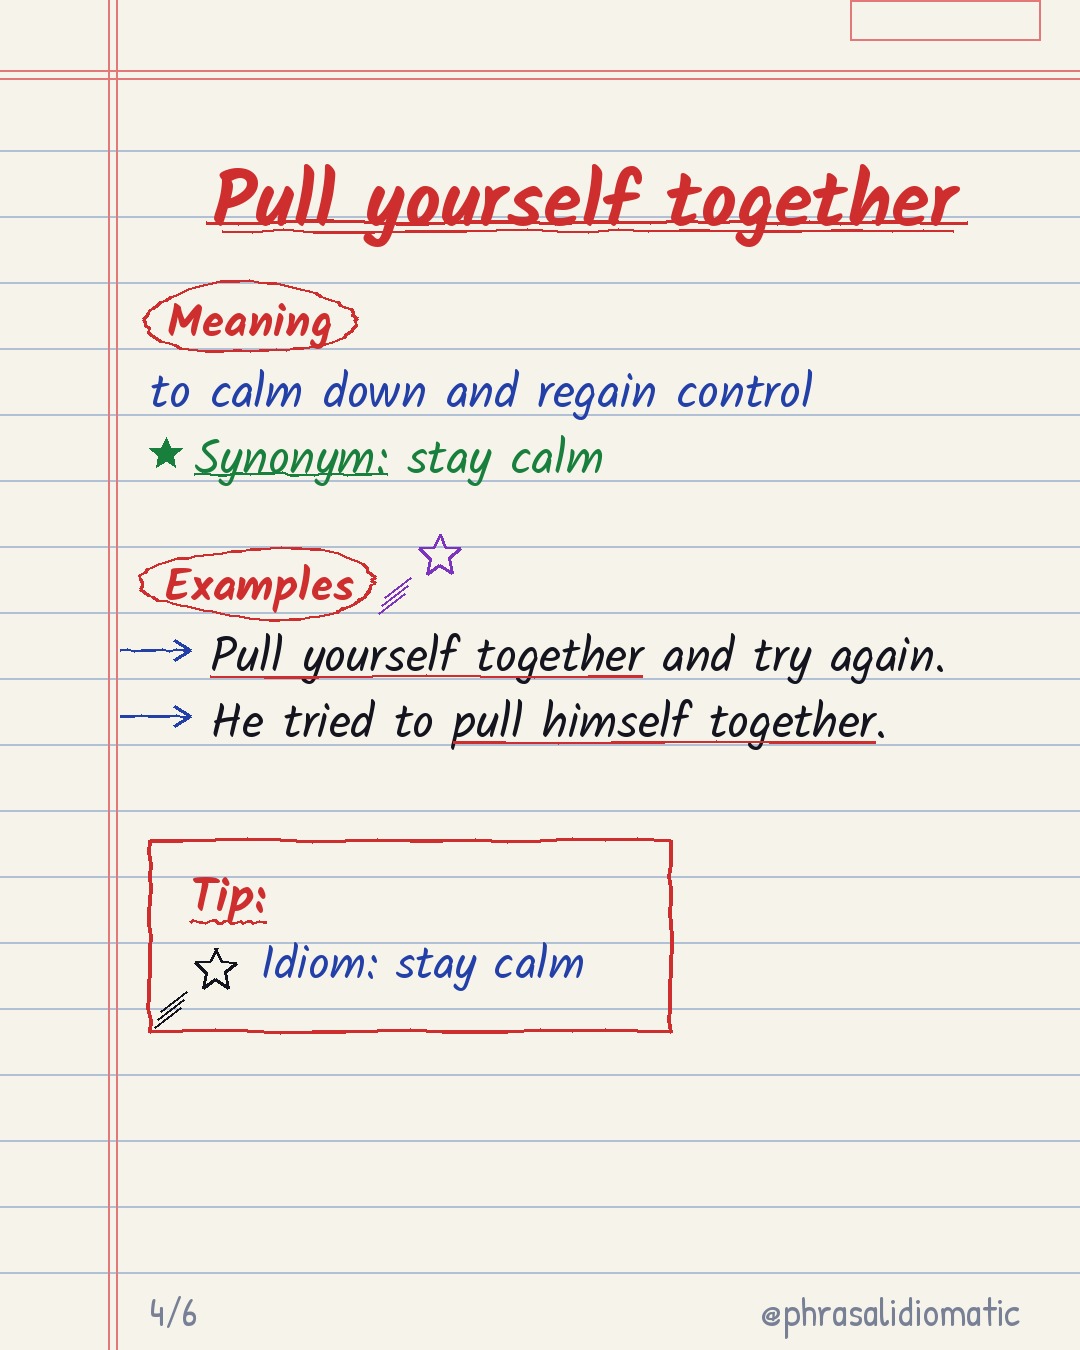 Pull yourself together
Meaning
to calm down and regain control
★ Synonym: stay calm
Examples
→ Pull yourself together and try again.
→ He tried to pull himself together.
Tip:
☆ Idiom: stay calm
4/6
@phrasalidiomatic